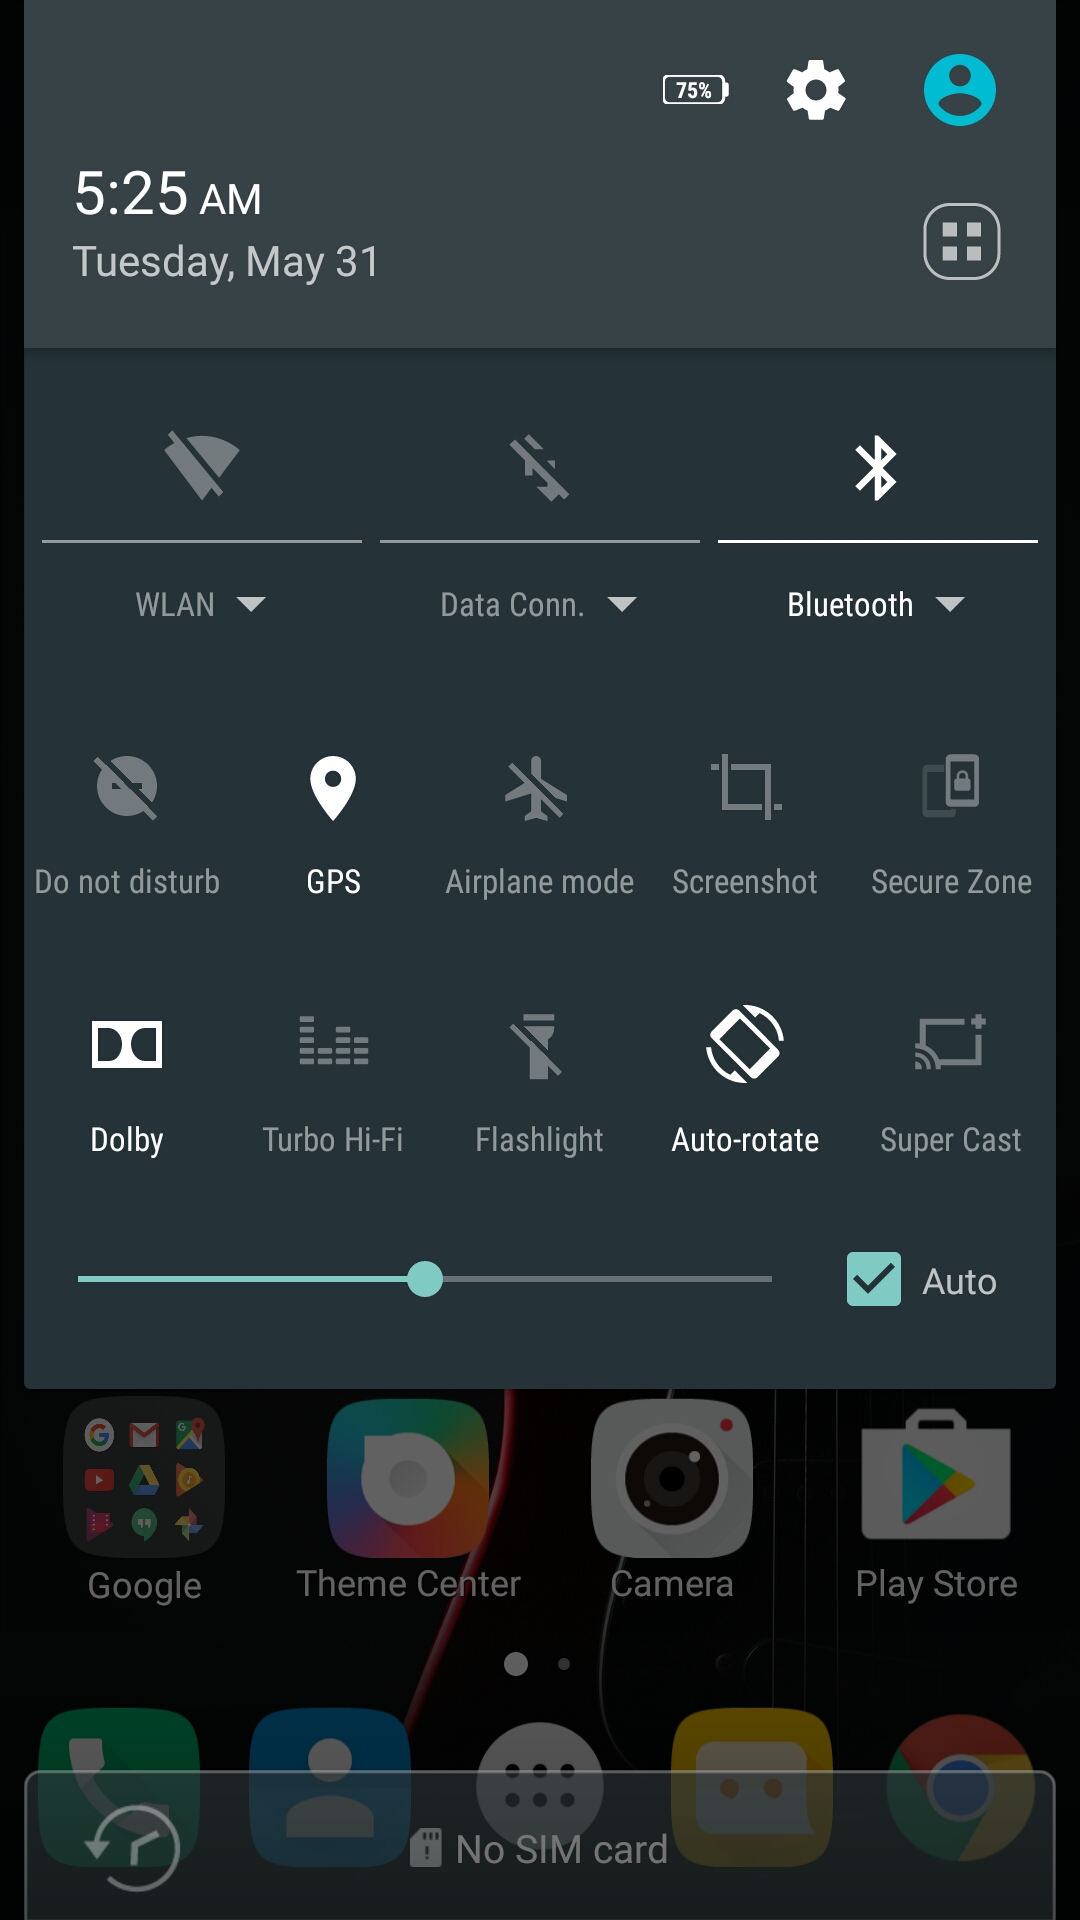 75%
5:25 AM
Tuesday, May 31
WLAN
Data Conn.
Bluetooth
Do not disturb
GPS
Airplane mode
Screenshot
Secure Zone
Dolby
Turbo Hi-Fi
Flashlight
Auto-rotate
Super Cast
Auto
Google
Theme Center
Camera
Play Store
No SIM card